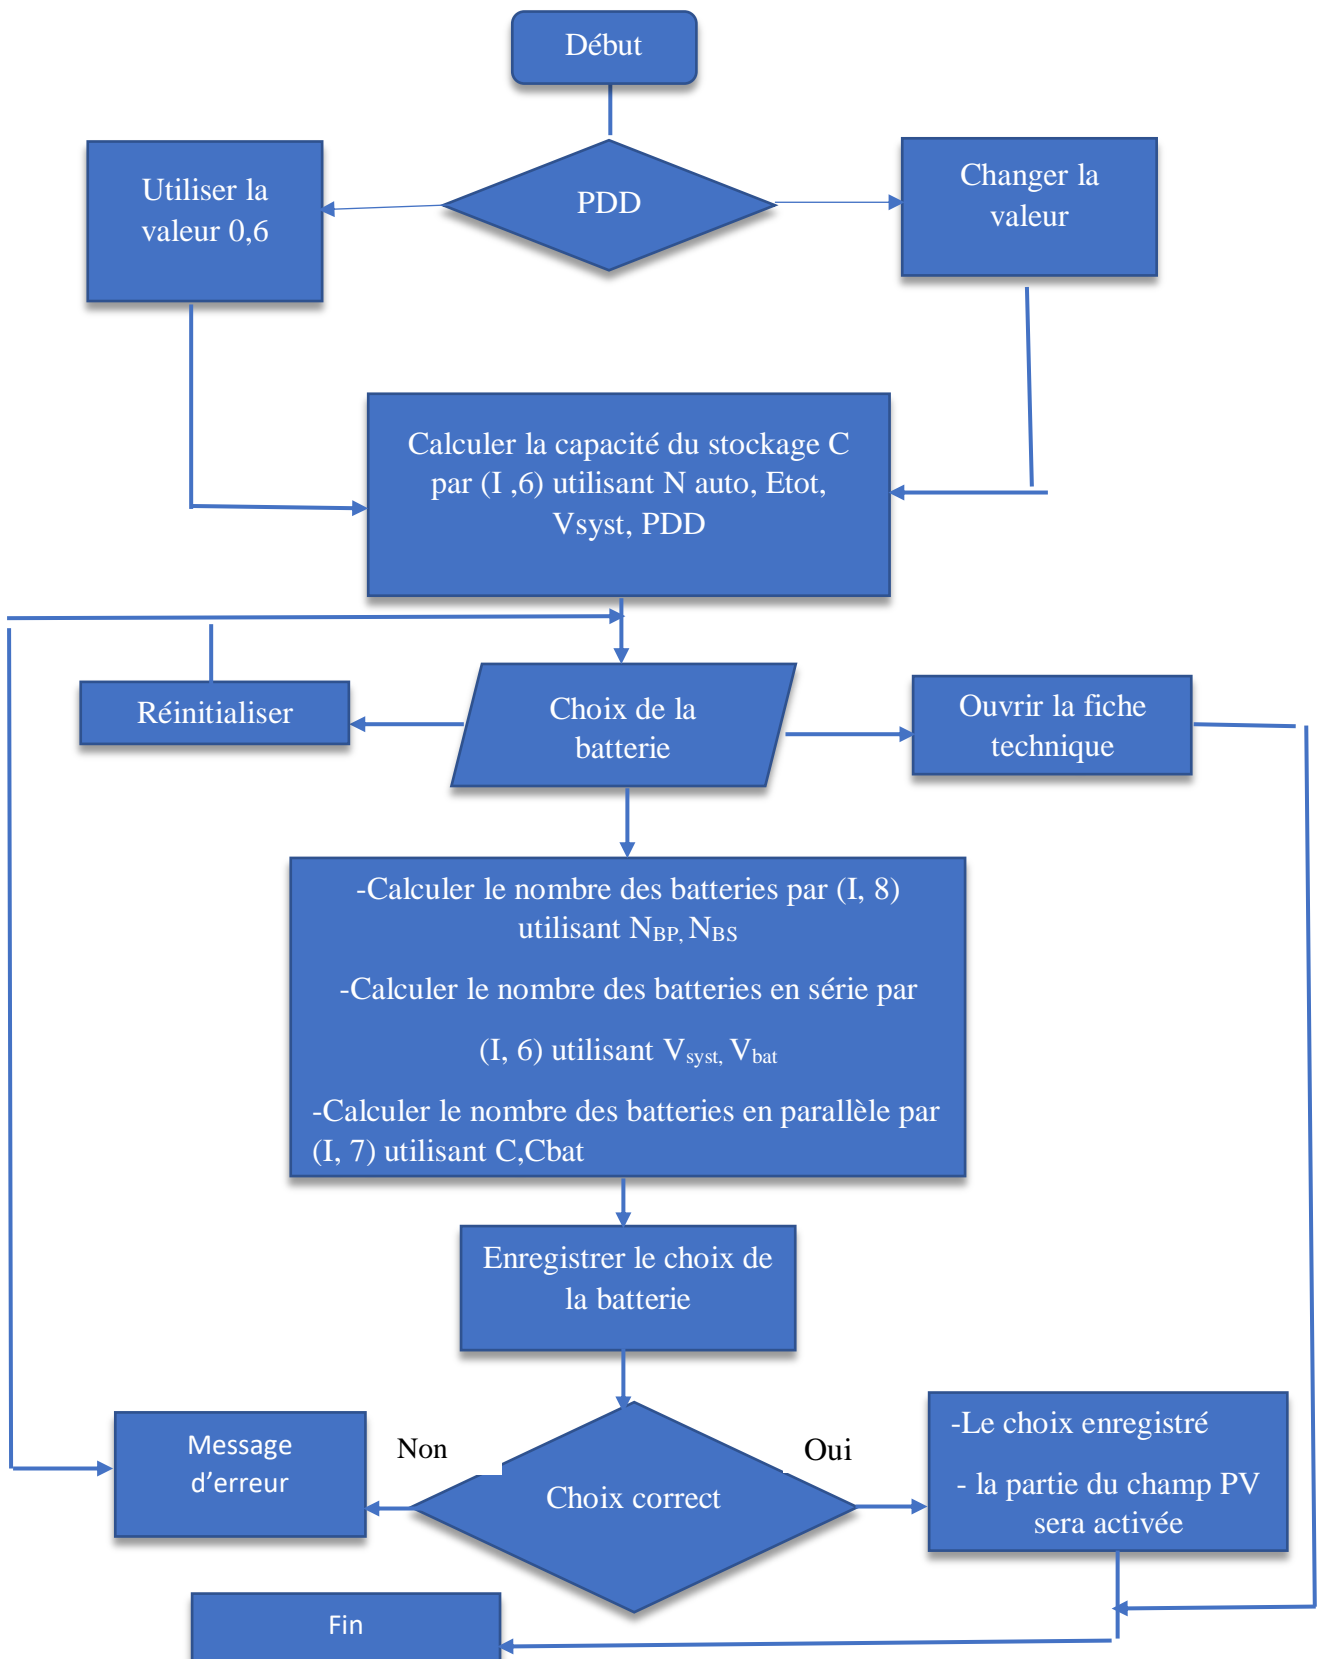 Début
Utiliser la
valeur 0,6
PDD
Changer la
valeur
Calculer la capacité du stockage C
par (I ,6) utilisant N auto, Etot,
Vsyst, PDD
Réinitialiser
Choix de la
batterie
Ouvrir la fiche
technique
-Calculer le nombre des batteries par (I, 8)
utilisant NBP, NBS
-Calculer le nombre des batteries en série par
(I, 6) utilisant Vsyst, Vbat
-Calculer le nombre des batteries en parallèle par
(I, 7) utilisant C,Cbat
Enregistrer le choix de
la batterie
Message
d’erreur
Non
Choix correct
Oui
-Le choix enregistré
- la partie du champ PV
sera activée
Fin